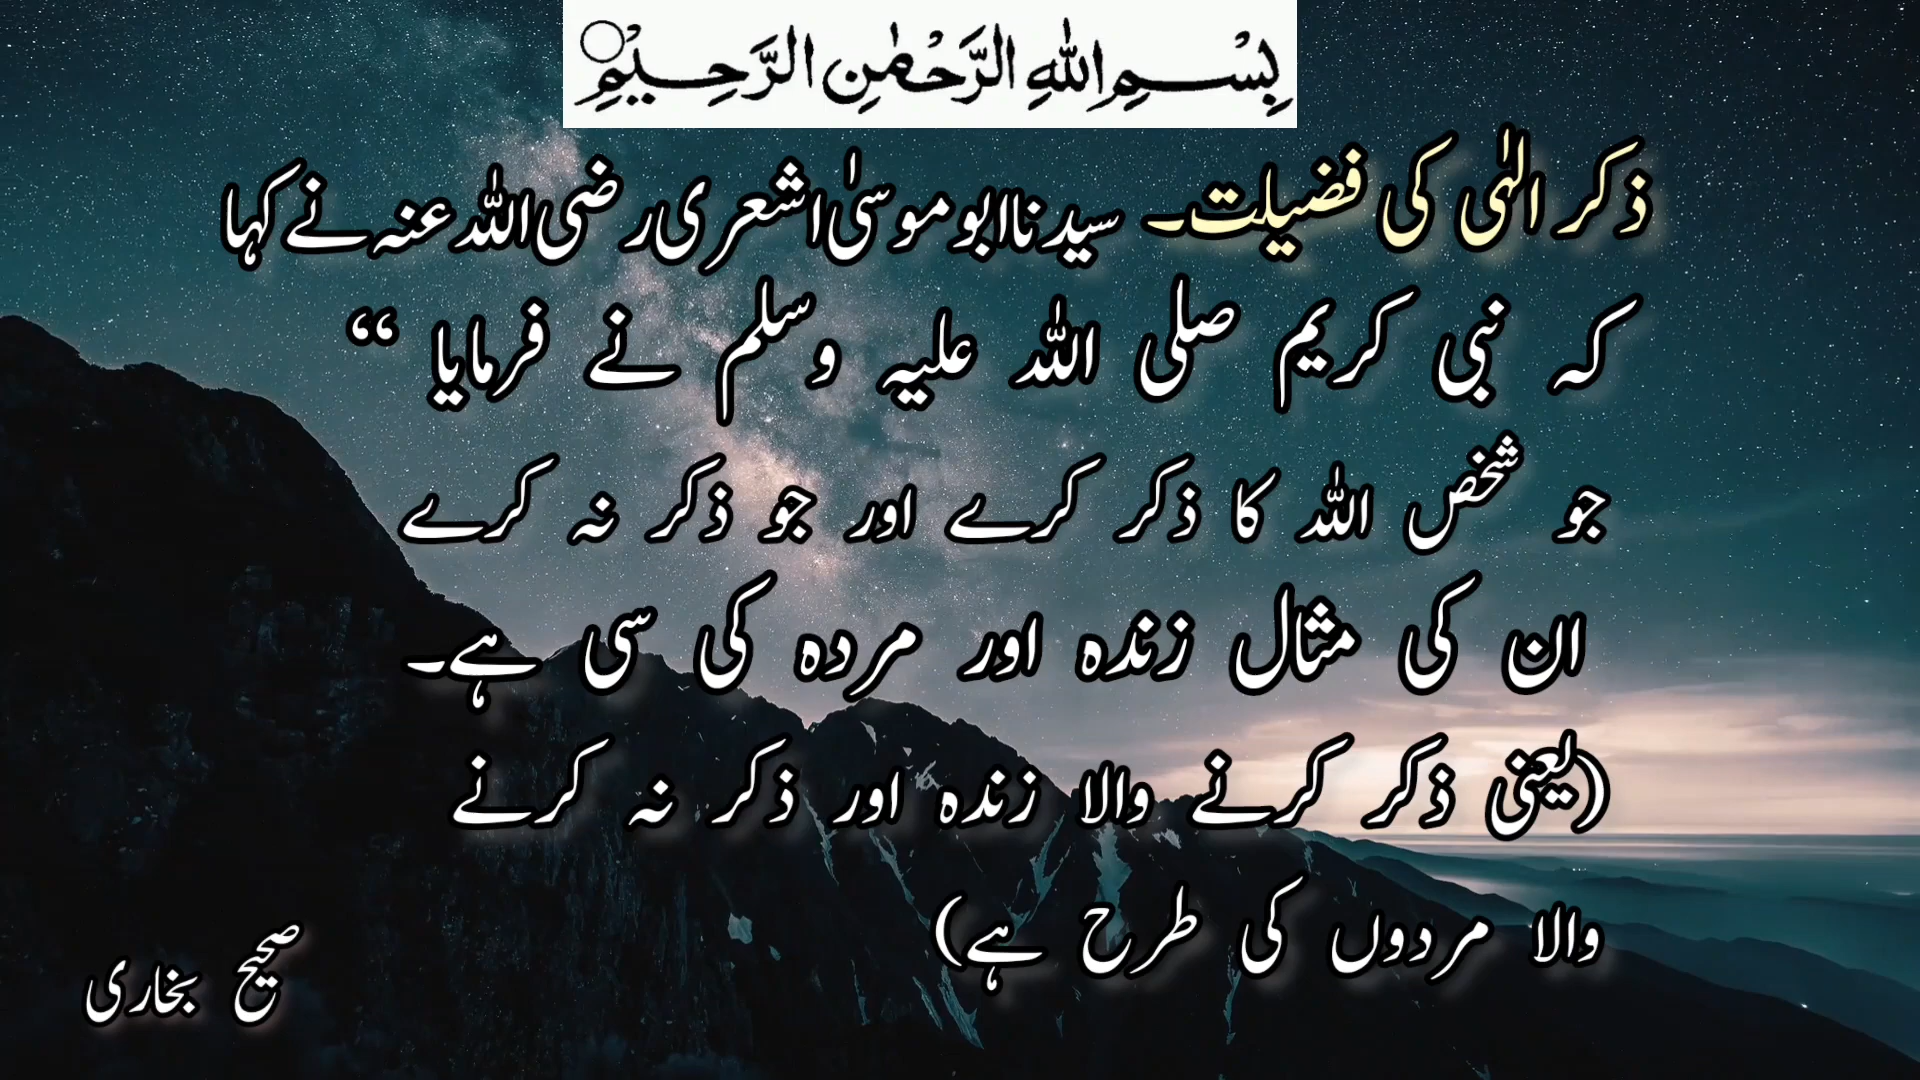 بِسْمِ اللهِ الرَّحْمٰنِ الرَّحِيْمِ
ذکر الٰہی کی فضیلت۔ سیدنا ابو موسیٰ اشعری رضی اللہ عنہ نے کہا
کہ نبی کریم صلی اللہ علیہ وسلم نے فرمایا “
جو شخص اللہ کا ذکر کرے اور جو ذکر نہ کرے
ان کی مثال زندہ اور مردہ کی سی ہے۔
(یعنی ذکر کرنے والا زندہ اور ذکر نہ کرنے
والا مردوں کی طرح ہے)
صحیح بخاری